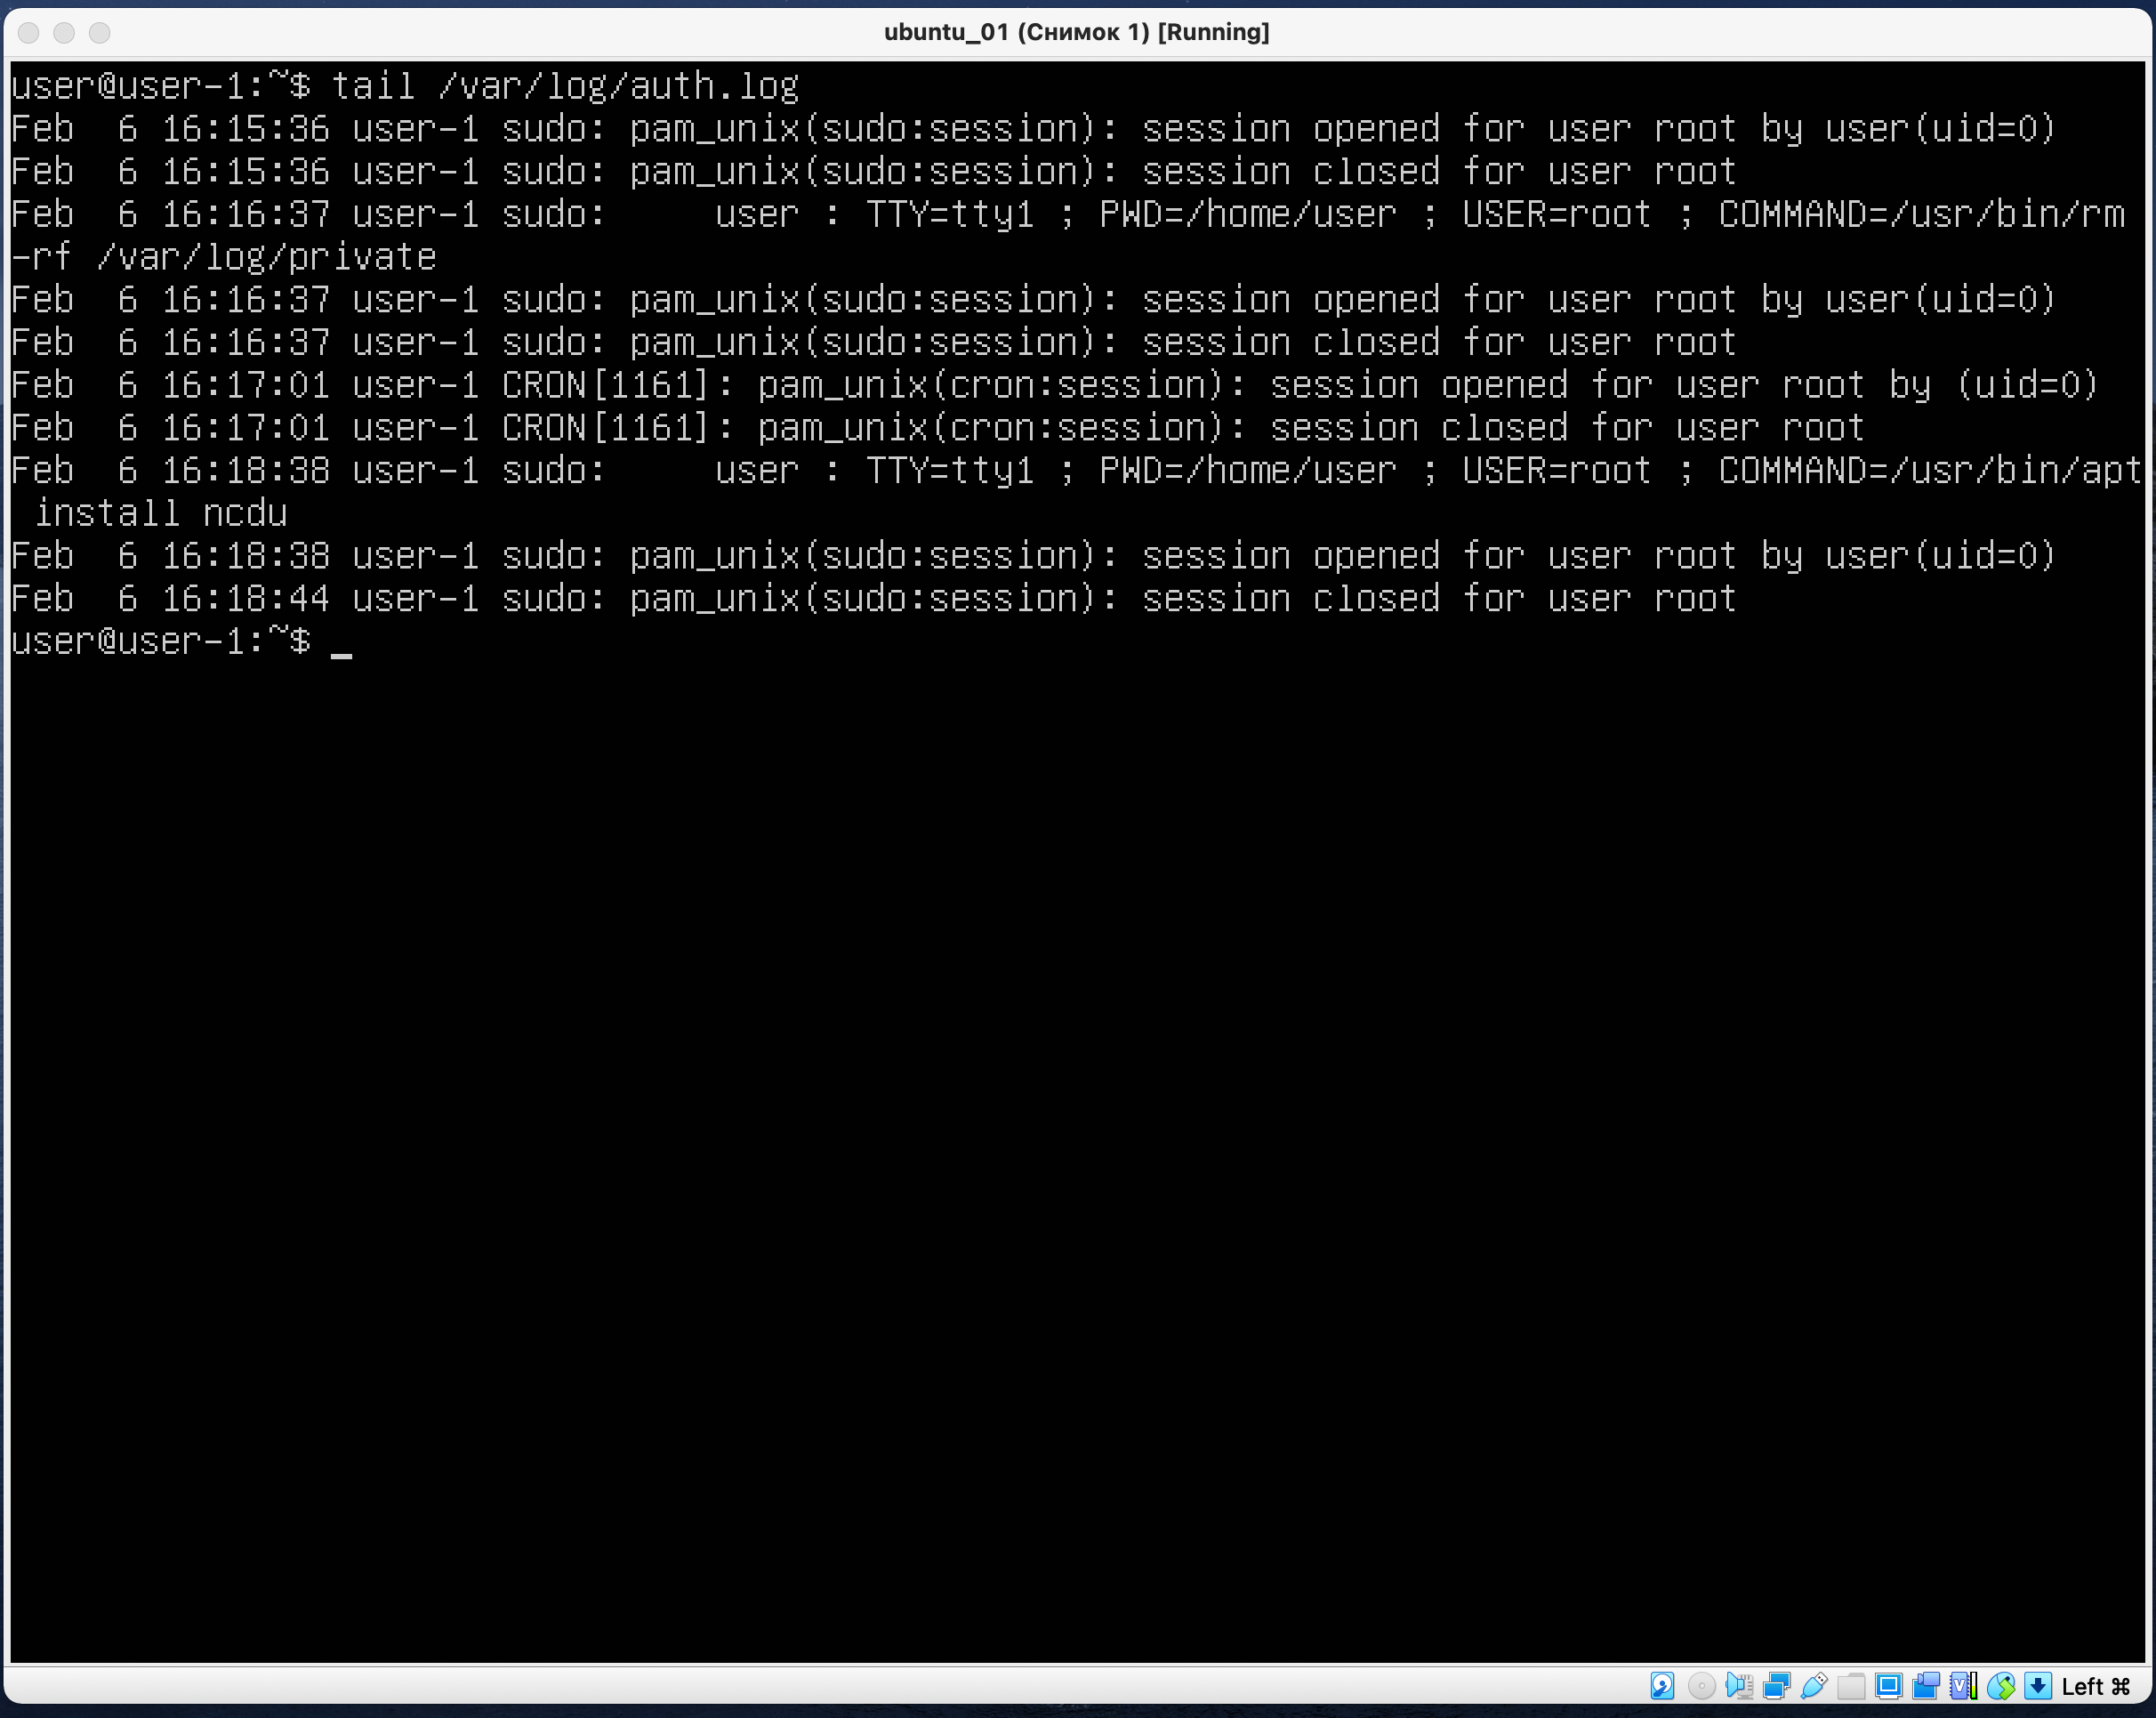 ubuntu_01 (Снимок 1) [Running]
user@user-1:~$ tail /var/log/auth.log
Feb  6 16:15:36 user-1 sudo: pam_unix(sudo:session): session opened for user root by user(uid=0)
Feb  6 16:15:36 user-1 sudo: pam_unix(sudo:session): session closed for user root
Feb  6 16:16:37 user-1 sudo:     user : TTY=tty1 ; PWD=/home/user ; USER=root ; COMMAND=/usr/bin/rm
-rf /var/log/private
Feb  6 16:16:37 user-1 sudo: pam_unix(sudo:session): session opened for user root by user(uid=0)
Feb  6 16:16:37 user-1 sudo: pam_unix(sudo:session): session closed for user root
Feb  6 16:17:01 user-1 CRON[1161]: pam_unix(cron:session): session opened for user root by (uid=0)
Feb  6 16:17:01 user-1 CRON[1161]: pam_unix(cron:session): session closed for user root
Feb  6 16:18:38 user-1 sudo:     user : TTY=tty1 ; PWD=/home/user ; USER=root ; COMMAND=/usr/bin/apt
 install ncdu
Feb  6 16:18:38 user-1 sudo: pam_unix(sudo:session): session opened for user root by user(uid=0)
Feb  6 16:18:44 user-1 sudo: pam_unix(sudo:session): session closed for user root
user@user-1:~$ _
Left ⌘